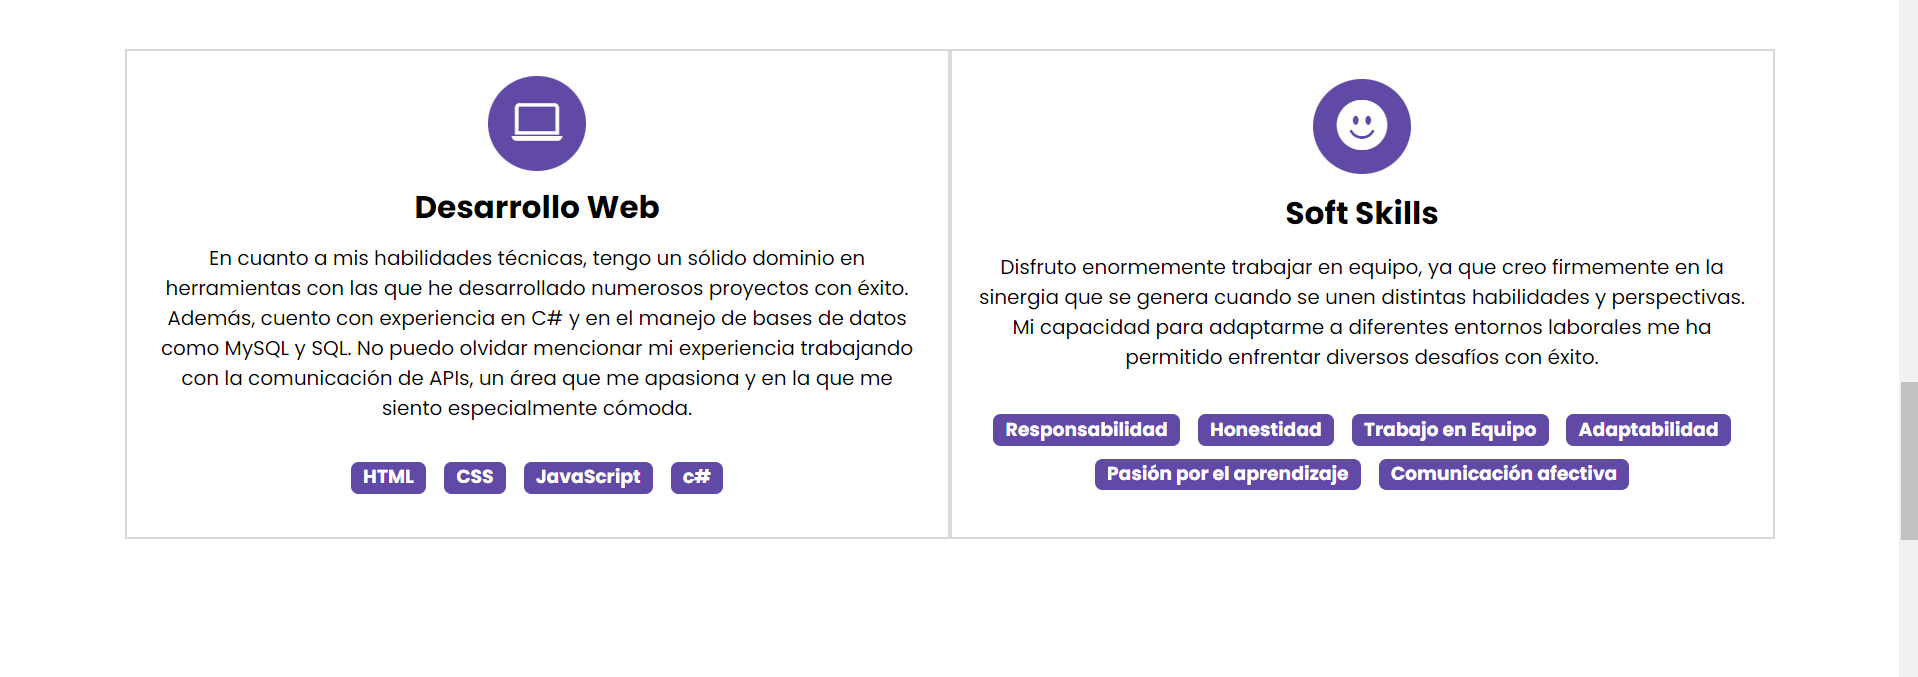 Desarrollo Web
En cuanto a mis habilidades técnicas, tengo un sólido dominio en
herramientas con las que he desarrollado numerosos proyectos con éxito.
Además, cuento con experiencia en C# y en el manejo de bases de datos
como MySQL y SQL. No puedo olvidar mencionar mi experiencia trabajando
con la comunicación de APIs, un área que me apasiona y en la que me
siento especialmente cómoda.
HTML CSS JavaScript c#
Soft Skills
Disfruto enormemente trabajar en equipo, ya que creo firmemente en la
sinergia que se genera cuando se unen distintas habilidades y perspectivas.
Mi capacidad para adaptarme a diferentes entornos laborales me ha
permitido enfrentar diversos desafíos con éxito.
Responsabilidad Honestidad Trabajo en Equipo Adaptabilidad
Pasión por el aprendizaje Comunicación afectiva